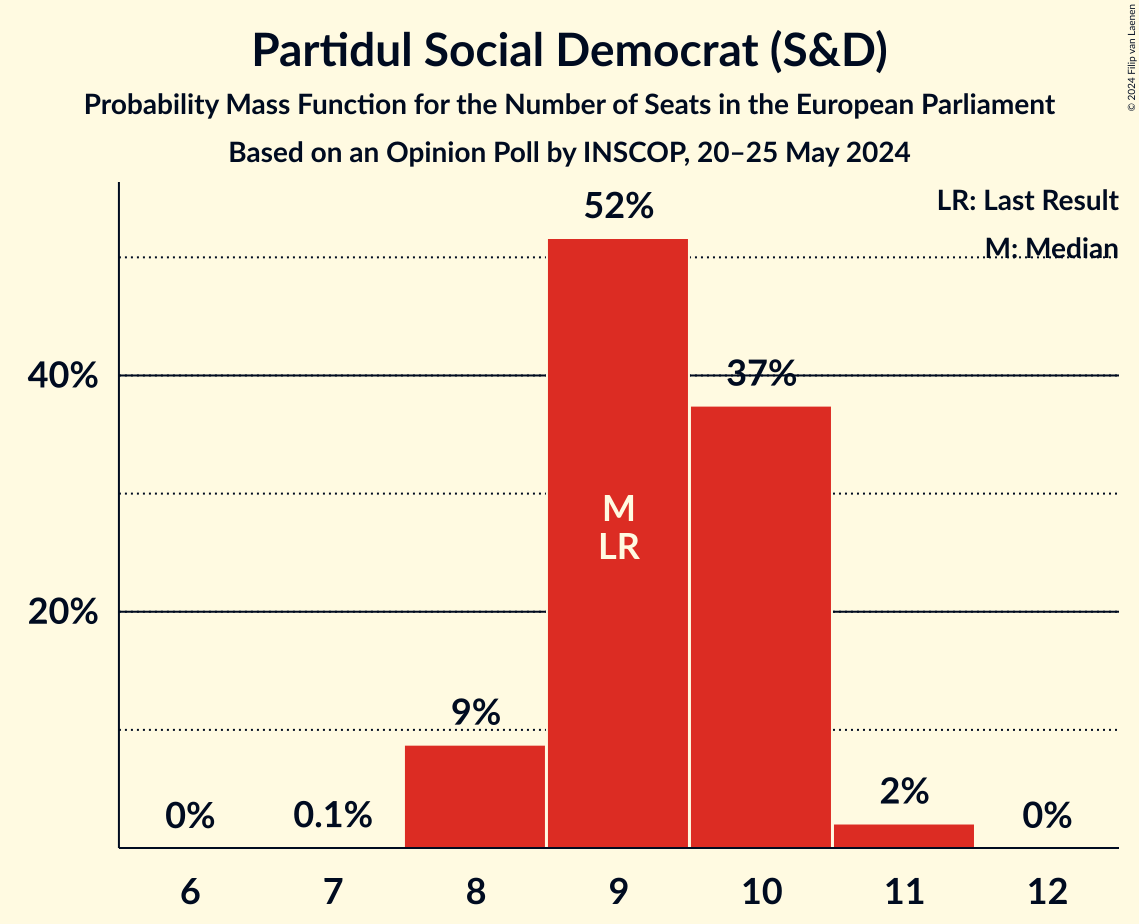 Partidul Social Democrat (S&D)
Probability Mass Function for the Number of Seats in the European Parliament
Based on an Opinion Poll by INSCOP, 20–25 May 2024
© 2024 Filip van Laenen
LR: Last Result
M: Median
52%
40%
37%
M
LR
20%
9%
0%
0.1%
2%
0%
6
7
8
9
10
11
12